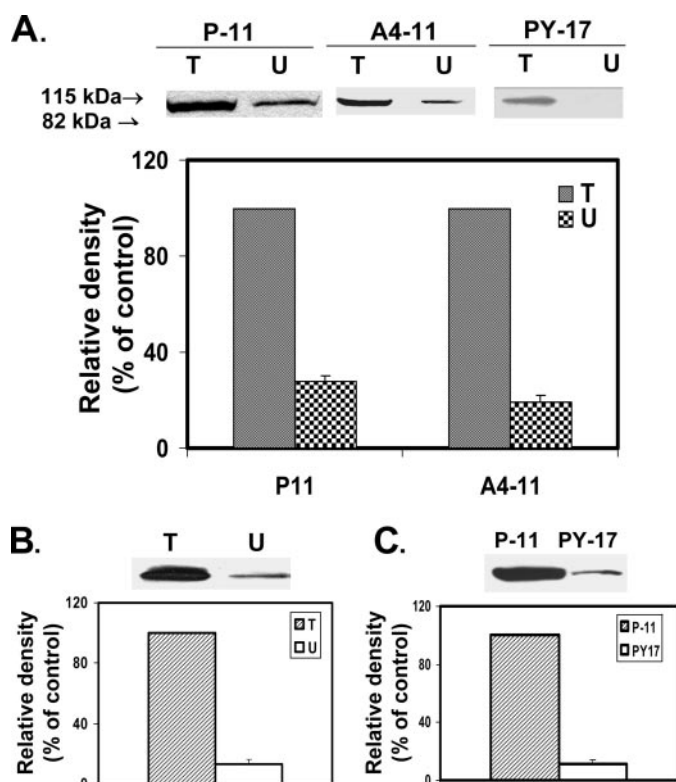 A.
P-11 A4-11 PY-17
T U T U T U
115 kDa→
82 kDa →
120
80
40
0
Relative density
(% of control)
T
U
P11 A4-11
B.
T U
120
80
40
0
Relative density
(% of control)
T
U
C.
P-11 PY-17
120
80
40
0
Relative density
(% of control)
P-11
PY17